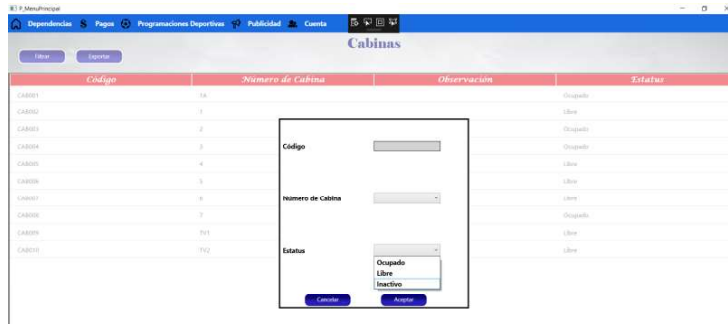 P_MenuPrincipal
Dependencias $ Pagos Programaciones Deportivas Publicidad Cuenta
Cabinas
Filtrar Exportar
Código Número de Cabina Observación Estatus
CAB001 1A Ocupado
CAB002 1 Libre
CAB003 2 Ocupado
CAB004 3 Ocupado
CAB005 4 Libre
CAB006 5 Libre
CAB007 6 Libre
CAB008 7 Ocupado
CAB009 TV1 Libre
CAB010 TV2 Libre
Código
Número de Cabina
Estatus
Ocupado
Libre
Inactivo
Cancelar Aceptar